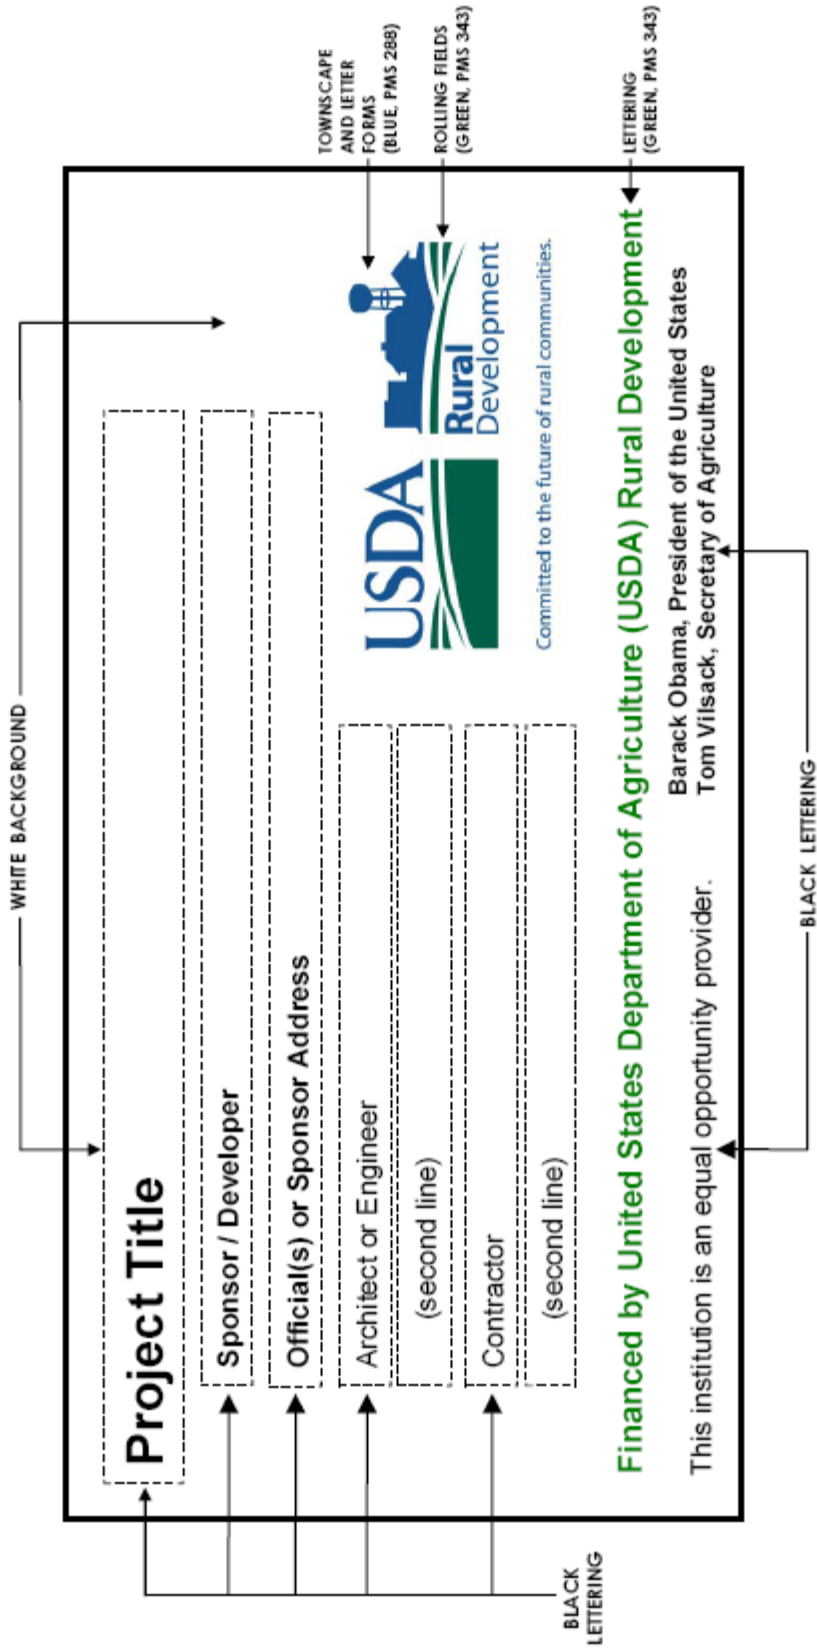 WHITE BACKGROUND
Project Title
Sponsor / Developer
Official(s) or Sponsor Address
Architect or Engineer
(second line)
Contractor
(second line)
BLACK
LETTERING
USDA
Rural
Development
Committed to the future of rural communities.
TOWNSCAPE
AND LETTER
FORMS
(BLUE, PMS 288)
ROLLING FIELDS
(GREEN, PMS 343)
LETTERING
(GREEN, PMS 343)
Financed by United States Department of Agriculture (USDA) Rural Development
This institution is an equal opportunity provider.
Barack Obama, President of the United States
Tom Vilsack, Secretary of Agriculture
BLACK LETTERING